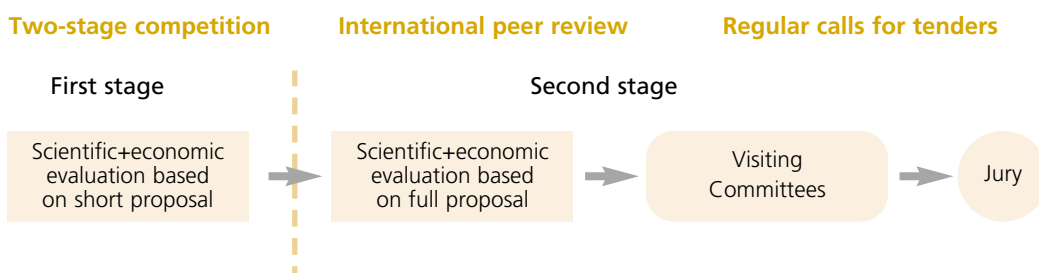 Two-stage competition
International peer review
Regular calls for tenders
First stage
Second stage
Scientific+economic
evaluation based
on short proposal
Scientific+economic
evaluation based
on full proposal
Visiting
Committees
Jury